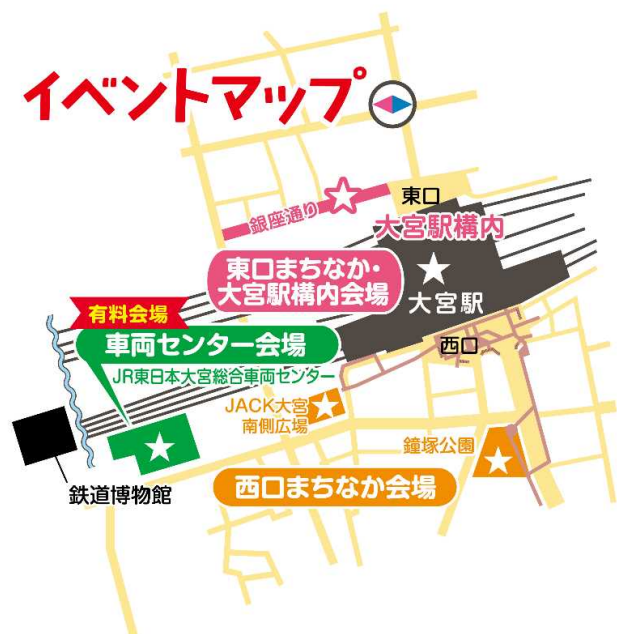 イベントマップ
東口
銀座通り
大宮駅構内
東口まちなか・
大宮駅構内会場
大宮駅
有料会場
車両センター会場
西口
JR東日本大宮総合車両センター
JACK大宮
南側広場
鐘塚公園
西口まちなか会場
鉄道博物館